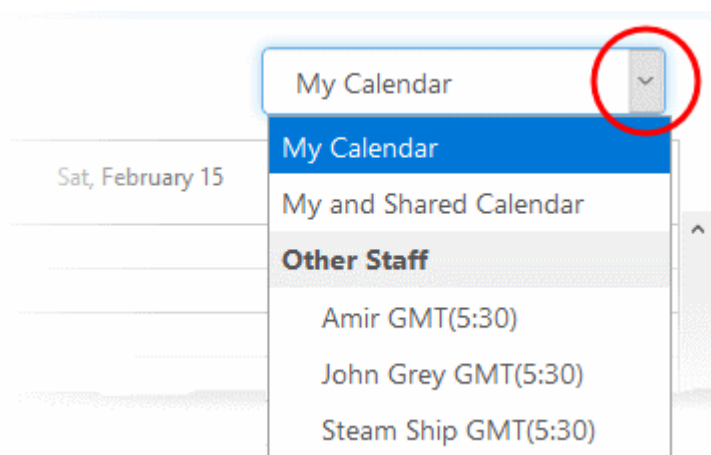 My Calendar
My Calendar
Sat, February 15
My and Shared Calendar
Other Staff
Amir GMT(5:30)
John Grey GMT(5:30)
Steam Ship GMT(5:30)